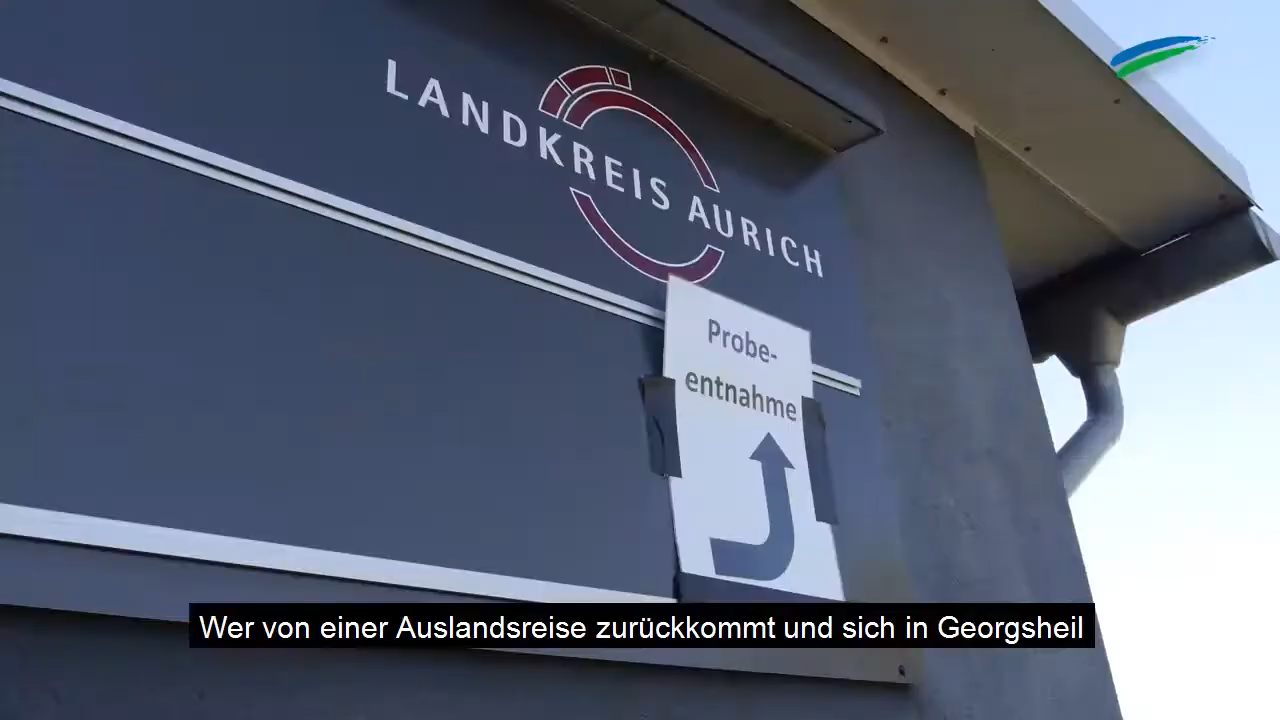 LANDKREIS AURICH
Probe-
entnahme
Wer von einer Auslandsreise zurückkommt und sich in Georgsheil